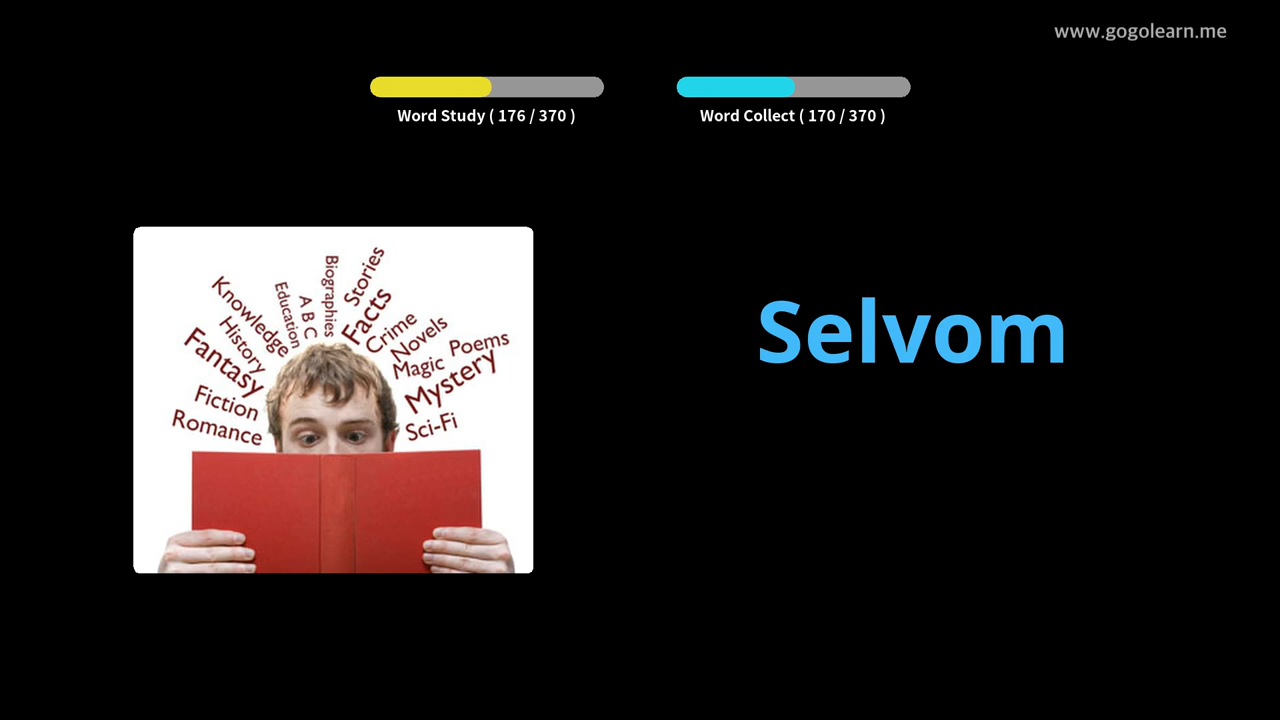 www.gogolearn.me
Word Study ( 176 / 370 )
Word Collect ( 170 / 370 )
Selvom
Romance
Fiction
Fantasy
History
Knowledge
Education
A B C
Biographies
Stories
Facts
Crime
Novels
Magic
Poems
Mystery
Sci-Fi